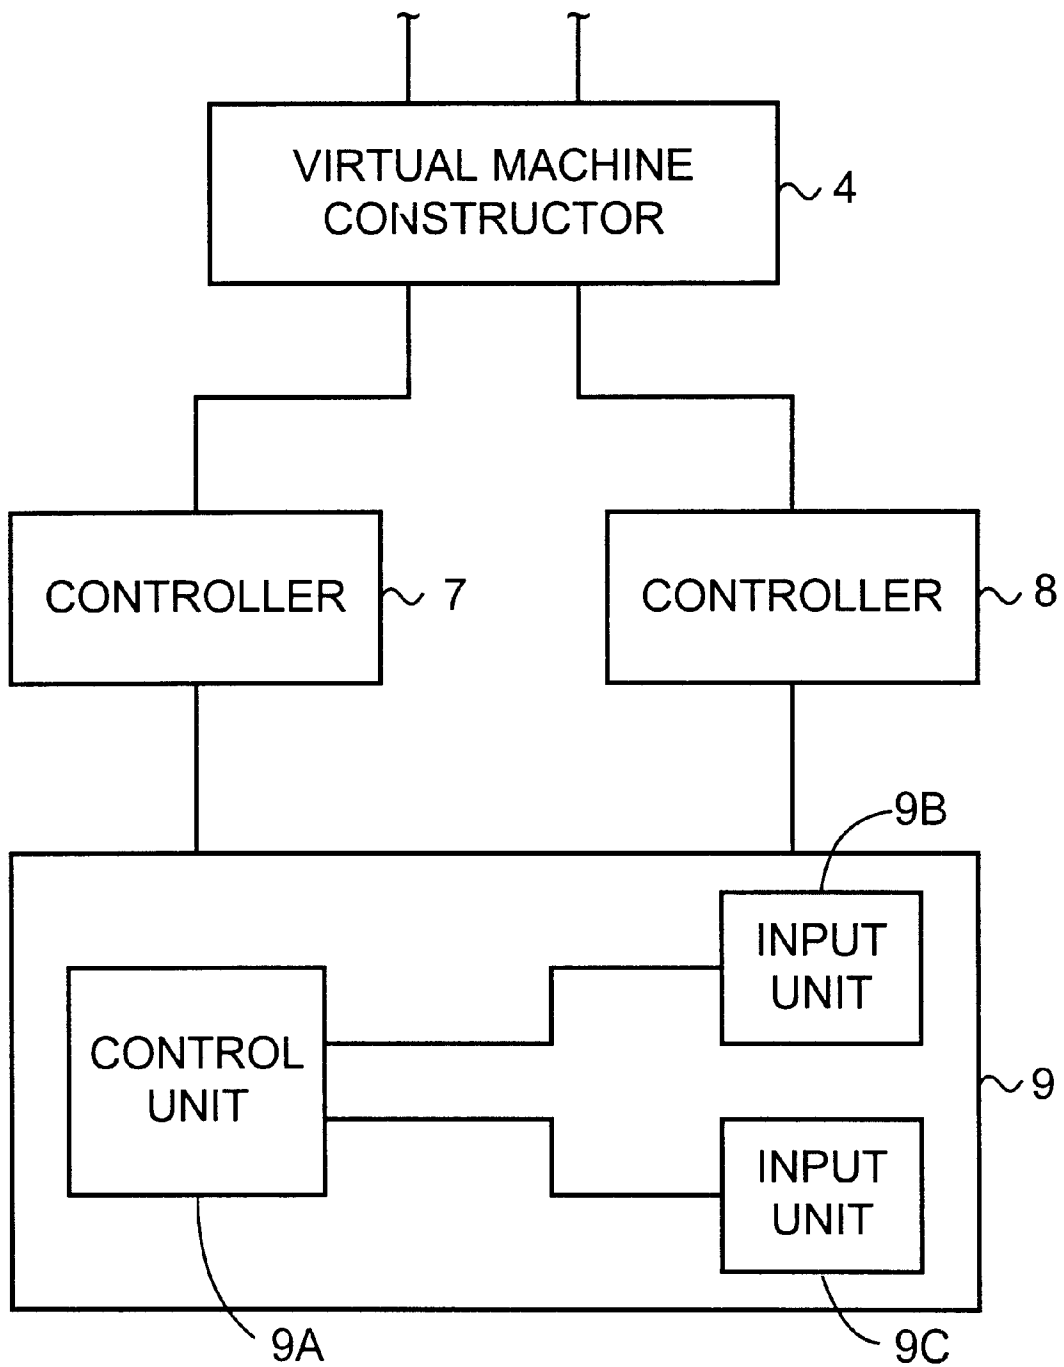 VIRTUAL MACHINE
CONSTRUCTOR
4
CONTROLLER
7
CONTROLLER
8
9B
INPUT
UNIT
CONTROL
UNIT
9
INPUT
UNIT
9A
9C